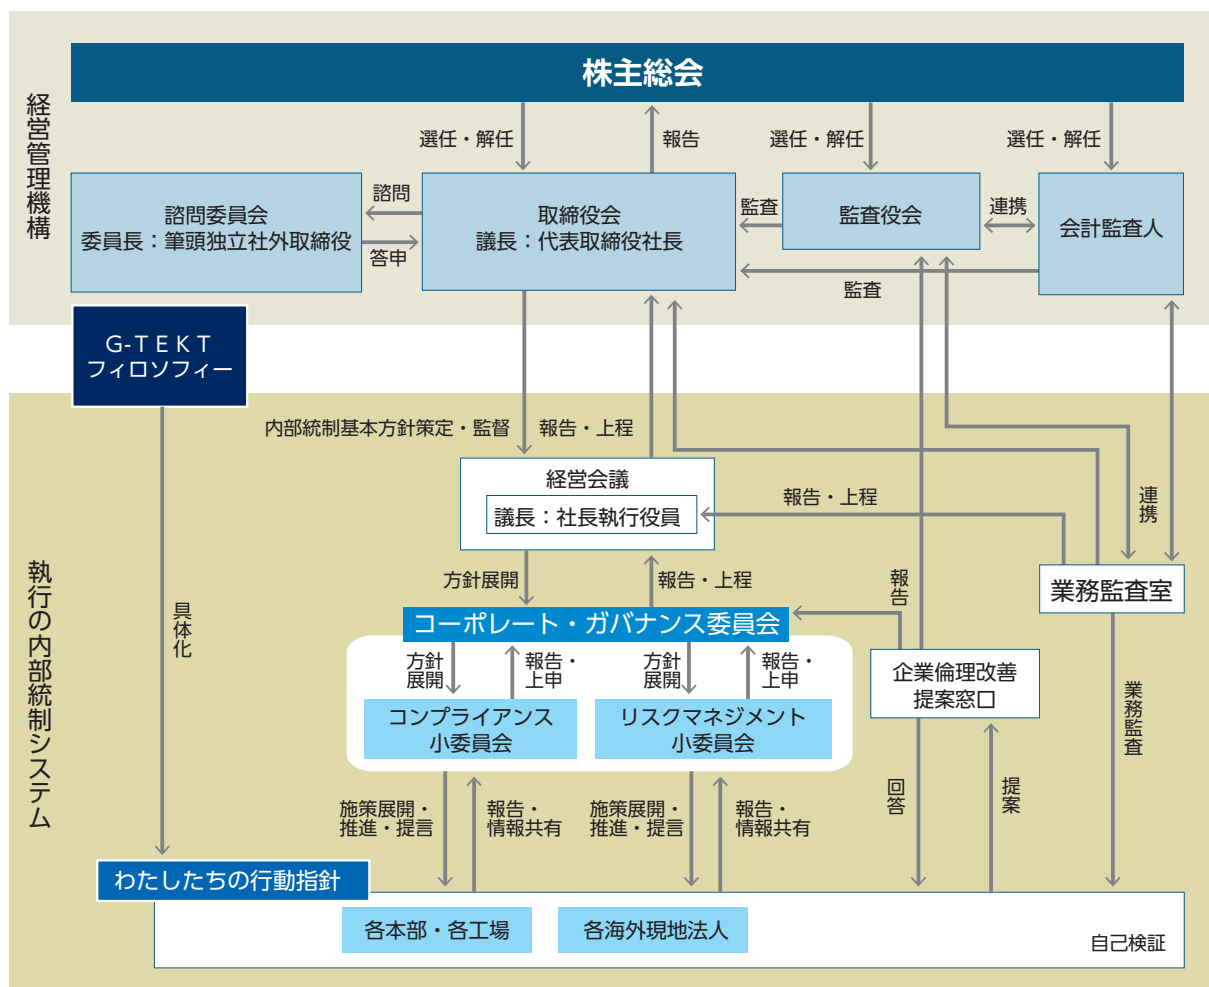 経営管理機構
株主総会
選任・解任
報告
選任・解任
選任・解任
諮問委員会
委員長：筆頭独立社外取締役
諮問
答申
取締役会
議長：代表取締役社長
監査
監査役会
連携
会計監査人
監査
G-TEKT
フィロソフィー
執行の内部統制システム
内部統制基本方針策定・監督
報告・上程
経営会議
議長：社長執行役員
報告・上程
連携
方針展開
報告・上程
報告
業務監査室
具体化
コーポレート・ガバナンス委員会
方針
展開
報告・
上申
方針
展開
報告・
上申
企業倫理改善
提案窓口
コンプライアンス
小委員会
リスクマネジメント
小委員会
業務監査
施策展開・
推進・提言
報告・
情報共有
施策展開・
推進・提言
報告・
情報共有
回答
提案
わたしたちの行動指針
各本部・各工場
各海外現地法人
自己検証